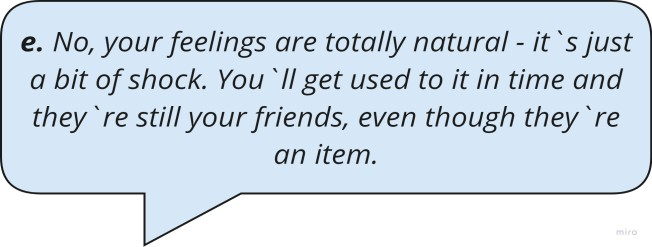 e. No, your feelings are totally natural - it`s just
a bit of shock. You`ll get used to it in time and
they`re still your friends, even though they`re
an item.
miro